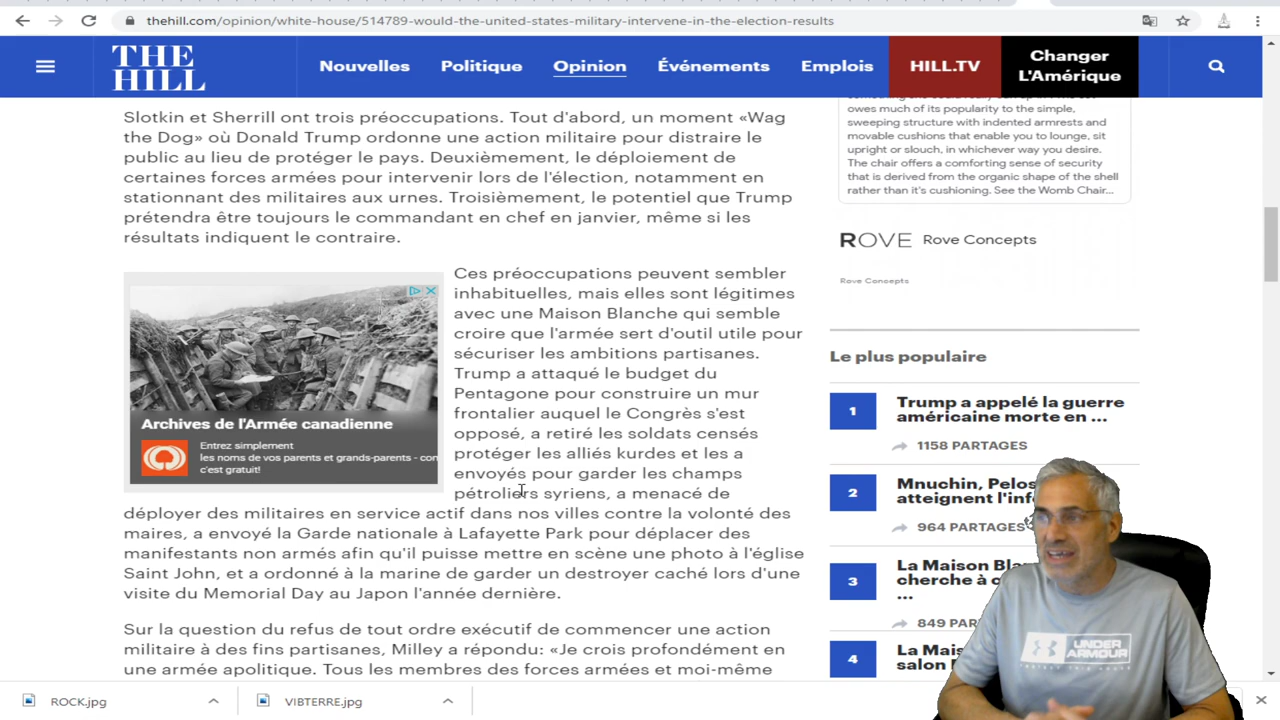 thehill.com/opinion/white-house/514789-would-the-united-states-military-intervene-in-the-election-results
THE
HILL
Nouvelles
Politique
Opinion
Événements
Emplois
HILL.TV
Changer
L'Amérique
Slotkin et Sherrill ont trois préoccupations. Tout d'abord, un moment «Wag
the Dog» où Donald Trump ordonne une action militaire pour distraire le
public au lieu de protéger le pays. Deuxièmement, le déploiement de
certaines forces armées pour intervenir lors de l'élection, notamment en
stationnant des militaires aux urnes. Troisièmement, le potentiel que Trump
prétendra être toujours le commandant en chef en janvier, même si les
résultats indiquent le contraire.
Archives de l'Armée canadienne
Entrez simplement
les noms de vos parents et grands-parents - con
c'est gratuit!
Ces préoccupations peuvent sembler
inhabituelles, mais elles sont légitimes
avec une Maison Blanche qui semble
croire que l'armée sert d'outil utile pour
sécuriser les ambitions partisanes.
Trump a attaqué le budget du
Pentagone pour construire un mur
frontalier auquel le Congrès s'est
opposé, a retiré les soldats censés
protéger les alliés kurdes et les a
envoyés pour garder les champs
pétroliers syriens, a menacé de
déployer des militaires en service actif dans nos villes contre la volonté des
maires, a envoyé la Garde nationale à Lafayette Park pour déplacer des
manifestants non armés afin qu'il puisse mettre en scène une photo à l'église
Saint John, et a ordonné à la marine de garder un destroyer caché lors d'une
visite du Memorial Day au Japon l'année dernière.
Sur la question du refus de tout ordre exécutif de commencer une action
militaire à des fins partisanes, Milley a répondu: «Je crois profondément en
une armée apolitique. Tous les membres des forces armées et moi-même
owes much of its popularity to the simple,
sweeping structure with indented armrests and
movable cushions that enable you to lounge, sit
upright or slouch, in whichever way you desire.
The chair offers a comforting sense of security
that is derived from the organic shape of the shell
rather than it's cushioning. See the Womb Chair...
ROVE Rove Concepts
Rove Concepts
Le plus populaire
1
Trump a appelé la guerre
américaine morte en ...
1158 PARTAGES
2
Mnuchin, Pelos
atteignent l'inf
964 PARTAGES
3
La Maison Bla
cherche à c
...
849 PAR
4
La Mais
salon
UNDER
ARMOUR
ROCK.jpg
VIBTERRE.jpg